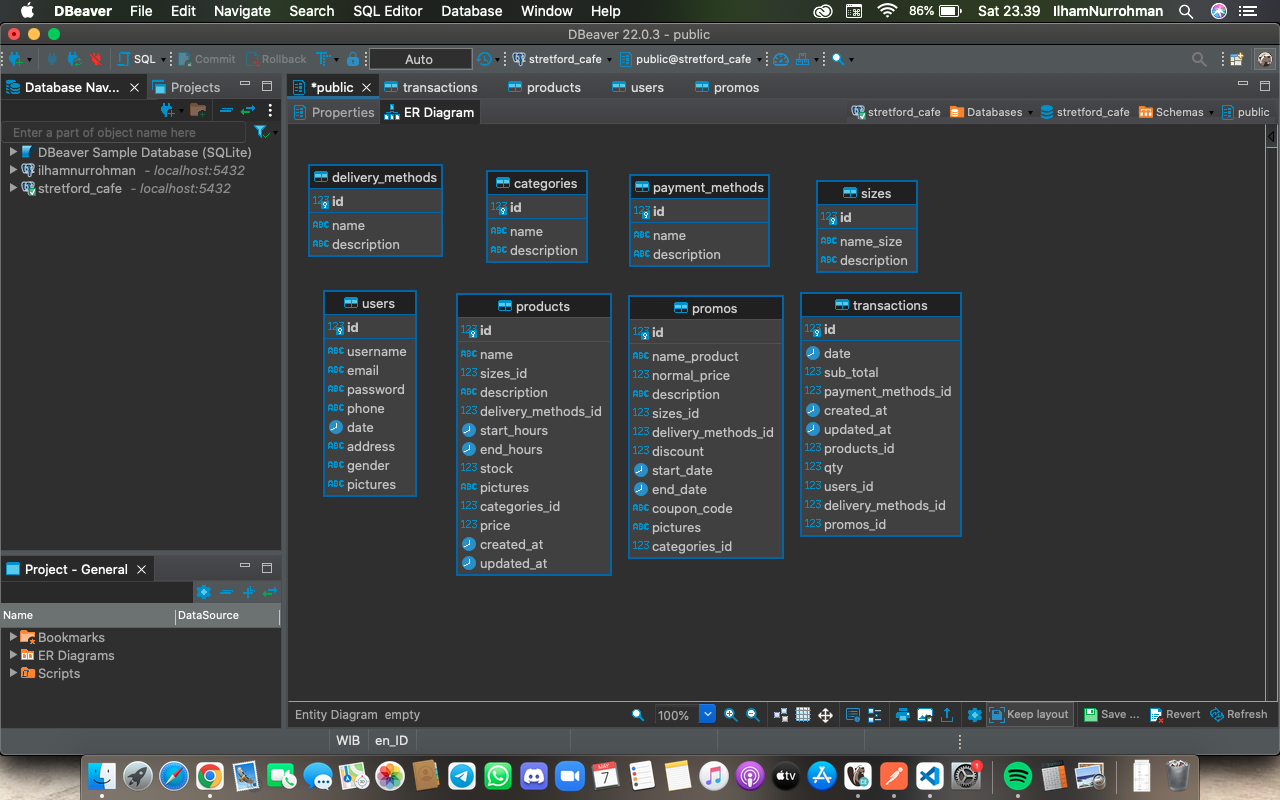 DBeaver File Edit Navigate Search SQL Editor Database Window Help 86% Sat 23.39 IlhamNurrohman
DBeaver 22.0.3 - public
SQL Commit Rollback Auto stretford_cafe public@stretford_cafe
Database Nav... Projects
*public transactions products users promos
Properties ER Diagram stretford_cafe Databases stretford_cafe Schemas public
Enter a part of object name here
DBeaver Sample Database (SQLite)
ilhamnurrohman - localhost:5432
stretford_cafe - localhost:5432
delivery_methods
id
name
description
categories
id
name
description
payment_methods
id
name
description
sizes
id
name_size
description
users
id
username
email
password
phone
date
address
gender
pictures
products
id
name
sizes_id
description
delivery_methods_id
start_hours
end_hours
stock
pictures
categories_id
price
created_at
updated_at
promos
id
name_product
normal_price
description
sizes_id
delivery_methods_id
discount
start_date
end_date
coupon_code
pictures
categories_id
transactions
id
date
sub_total
payment_methods_id
created_at
updated_at
products_id
qty
users_id
delivery_methods_id
promos_id
Project - General
Name DataSource
Bookmarks
ER Diagrams
Scripts
Entity Diagram empty 100% Keep layout Save ... Revert Refresh
WIB en_ID
MAY
7
tv
1